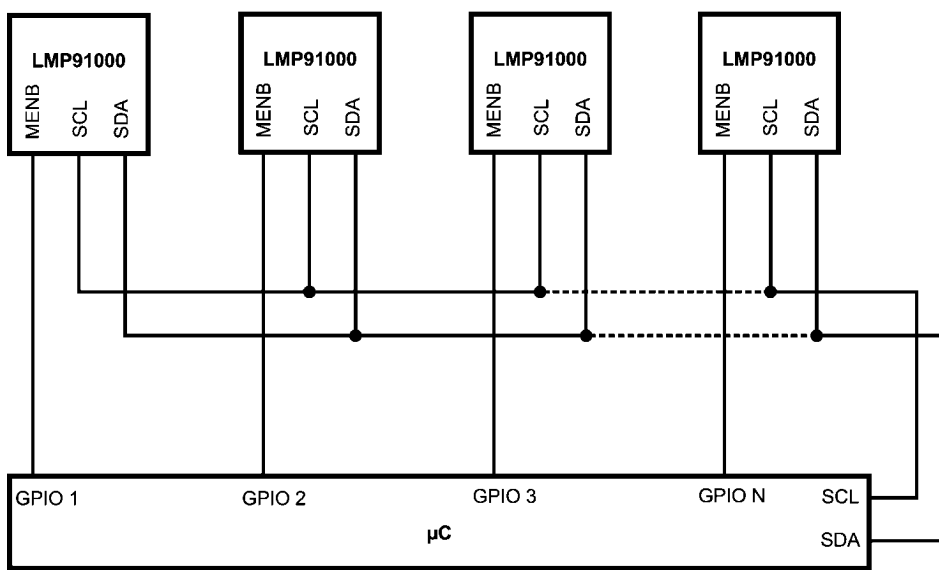 LMP91000
MENB
SCL
SDA
LMP91000
MENB
SCL
SDA
LMP91000
MENB
SCL
SDA
LMP91000
MENB
SCL
SDA
GPIO 1
GPIO 2
GPIO 3
GPIO N
SCL
SDA
µC